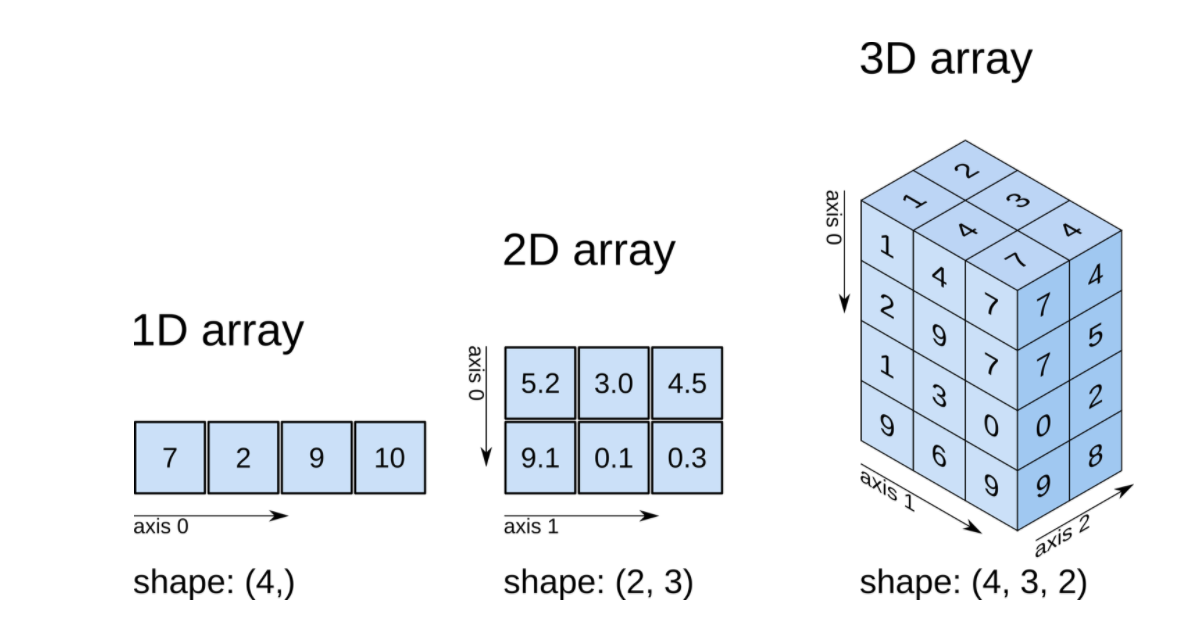 1D array
7 2 9 10
axis 0
shape: (4,)
2D array
axis 0
5.2 3.0 4.5
9.1 0.1 0.3
axis 1
shape: (2, 3)
3D array
axis 0
2
1 3
4 4
7
1 4 7 7 4
2 9 7 7 5
1 3 0 0 2
9 6 9 9 8
axis 1
axis 2
shape: (4, 3, 2)